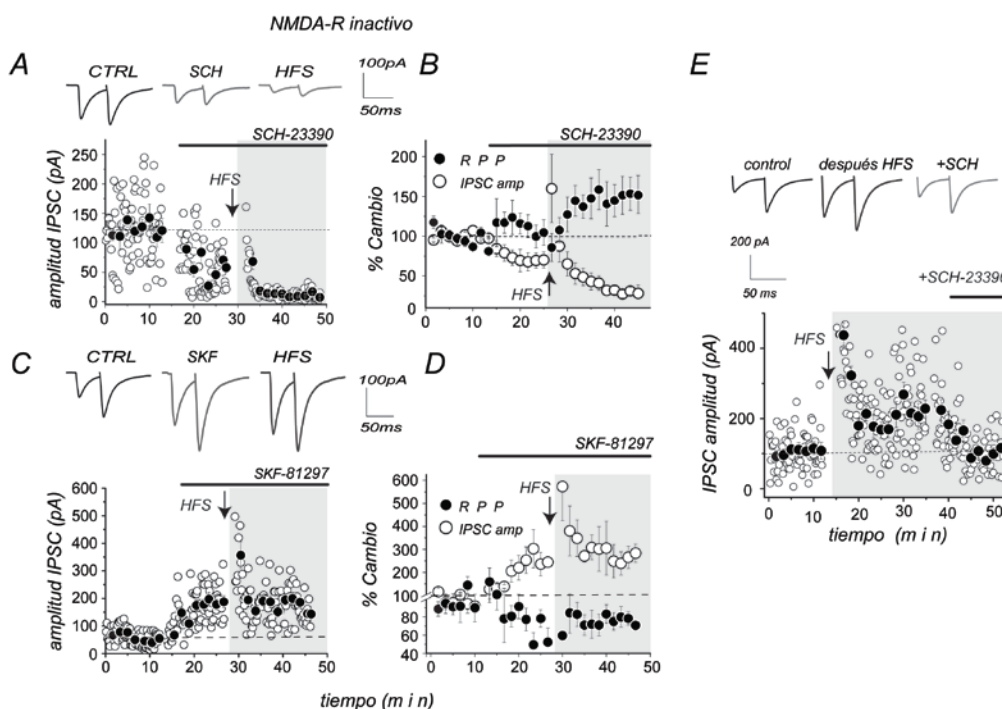 NMDA-R inactivo
A
CTRL SCH HFS
100pA
50ms
SCH-23390
HFS
amplitud IPSC (pA)
250
200
150
100
50
0
0 10 20 30 40 50
B
SCH-23390
R P P
IPSC amp
HFS
% Cambio
200
150
100
50
0
0 10 20 30 40 50
C
CTRL SKF HFS
100pA
50ms
SKF-81297
HFS
amplitud IPSC (pA)
600
500
400
300
200
100
0
0 10 20 30 40 50
D
SKF-81297
HFS
R P P
IPSC amp
% Cambio
600
500
400
300
200
100
80
60
40
0 10 20 30 40 50
tiempo (m i n)
E
control después HFS +SCH
200 pA
50 ms
+SCH-23390
HFS
IPSC amplitud (pA)
400
200
0
0 10 20 30 40 50
tiempo (m i n)